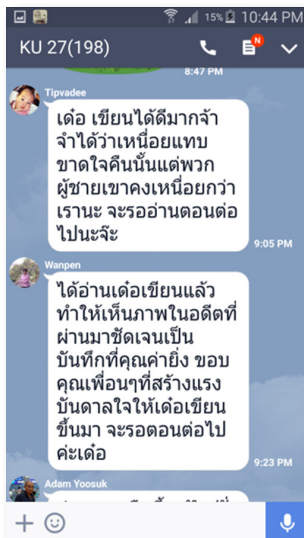 15% 10:44 PM
KU 27(198)
N
8:47 PM
Tipvadee
เด๋อ เขียนได้ดีมากจ้า
จำได้ว่าเหนื่อยแทบ
ขาดใจคืนนั้นแต่พวก
ผู้ชายเขาคงเหนื่อยกว่า
เรานะ จะรออ่านตอนต่อ
ไปนะจ๊ะ
9:05 PM
Wanpen
ได้อ่านเด๋อเขียนแล้ว
ทำให้เห็นภาพในอดีตที่
ผ่านมาชัดเจนเป็น
บันทึกที่คุณค่ายิ่ง ขอบ
คุณเพื่อนๆที่สร้างแรง
บันดาลใจให้เด๋อเขียน
ขึ้นมา จะรอตอนต่อไป
ค่ะเด๋อ
9:23 PM
Adam Yoosuk